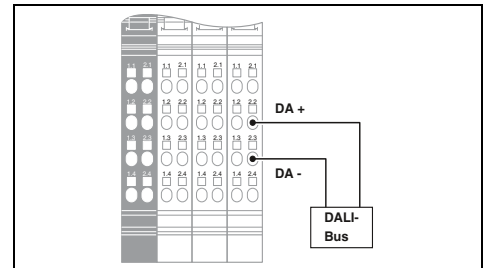 1.1 2.1 1.1 2.1 1.1 2.1 1.1 2.1
1.2 2.2 1.2 2.2 1.2 2.2 1.2 2.2
DA +
1.3 2.3 1.3 2.3 1.3 2.3 1.3 2.3
DA -
1.4 2.4 1.4 2.4 1.4 2.4 1.4 2.4
DALI-
Bus